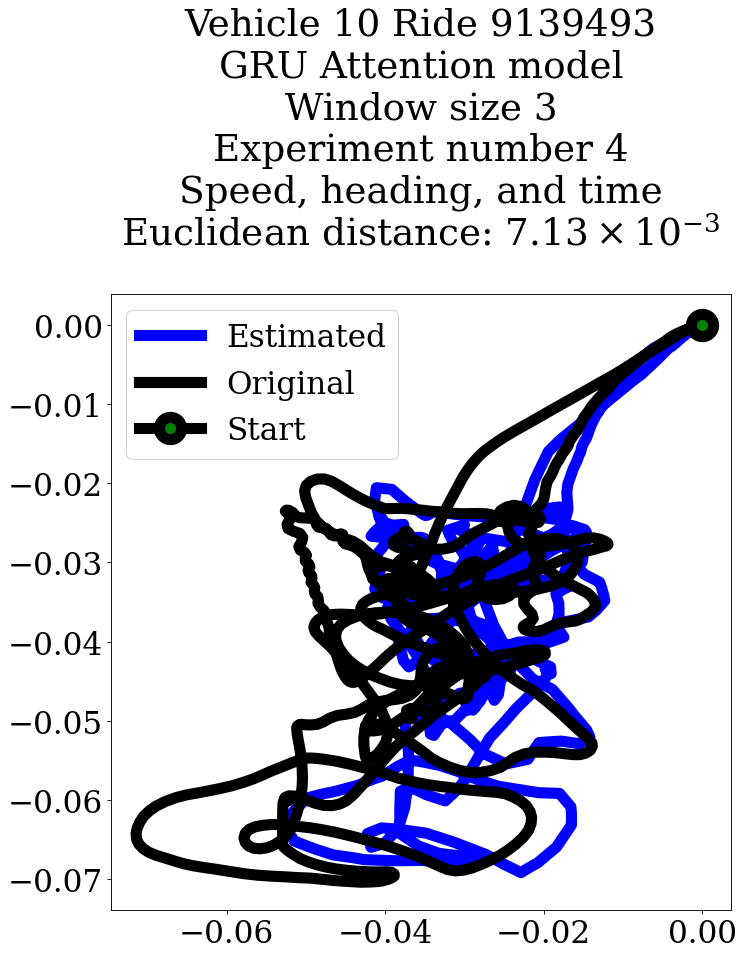 Vehicle 10 Ride 9139493
GRU Attention model
Window size 3
Experiment number 4
Speed, heading, and time
Euclidean distance: 7.13 × 10⁻³
Estimated
Original
Start
0.00
−0.01
−0.02
−0.03
−0.04
−0.05
−0.06
−0.07
−0.06 −0.04 −0.02 0.00